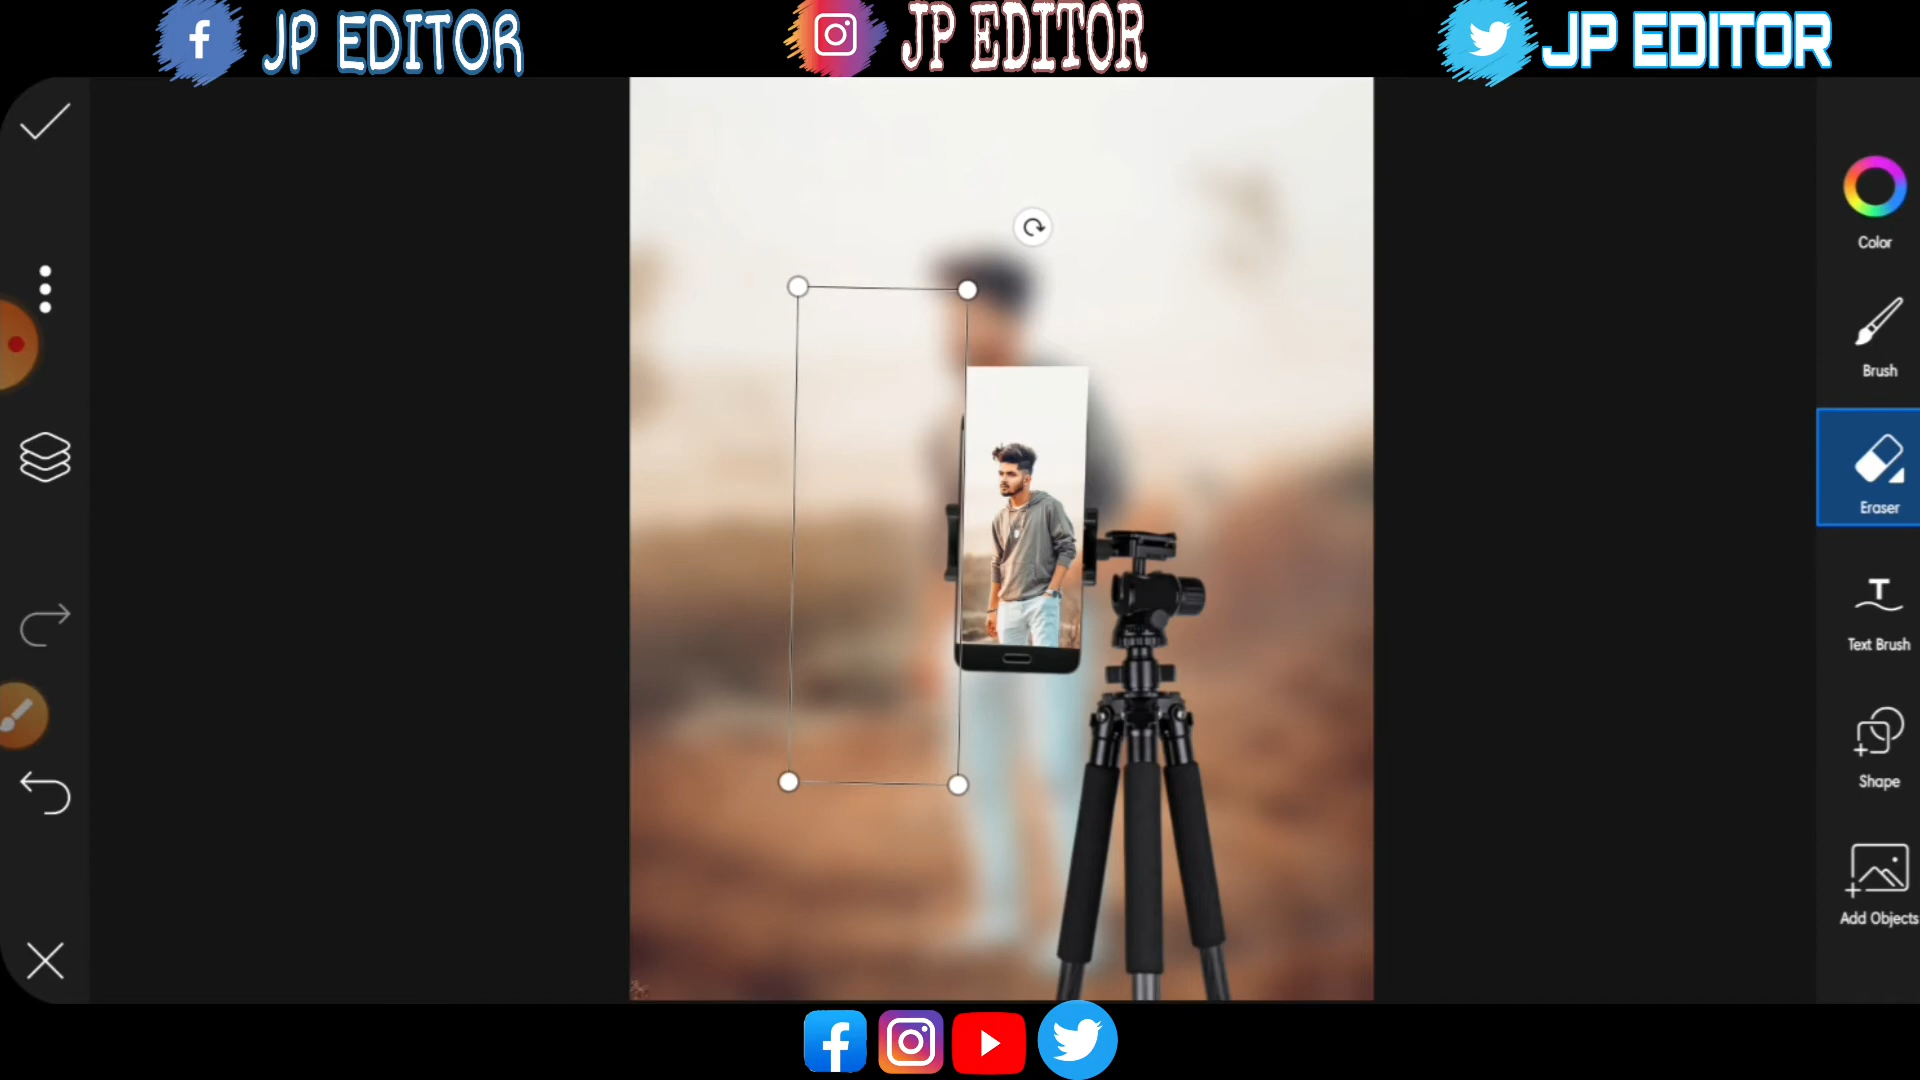 JP EDITOR
JP EDITOR
JP EDITOR
Color
Brush
Eraser
Text Brush
Shape
Add Objects